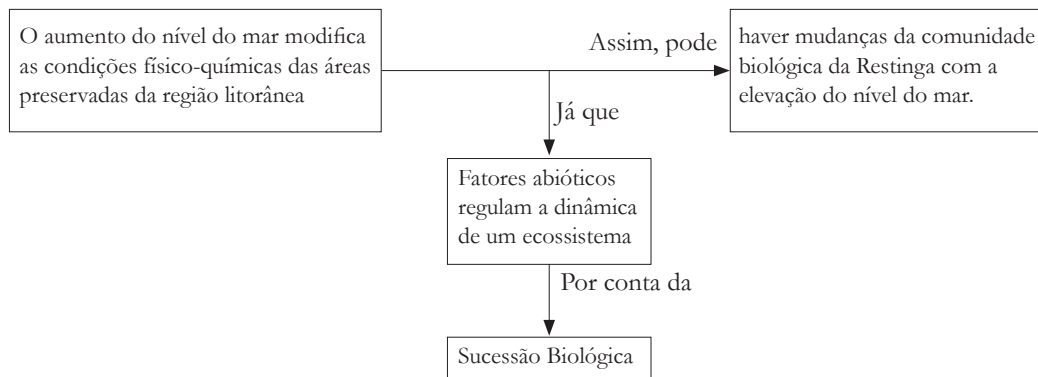 O aumento do nível do mar modifica
as condições físico-químicas das áreas
preservadas da região litorânea
Assim, pode
haver mudanças da comunidade
biológica da Restinga com a
elevação do nível do mar.
Já que
Fatores abióticos
regulam a dinâmica
de um ecossistema
Por conta da
Sucessão Biológica